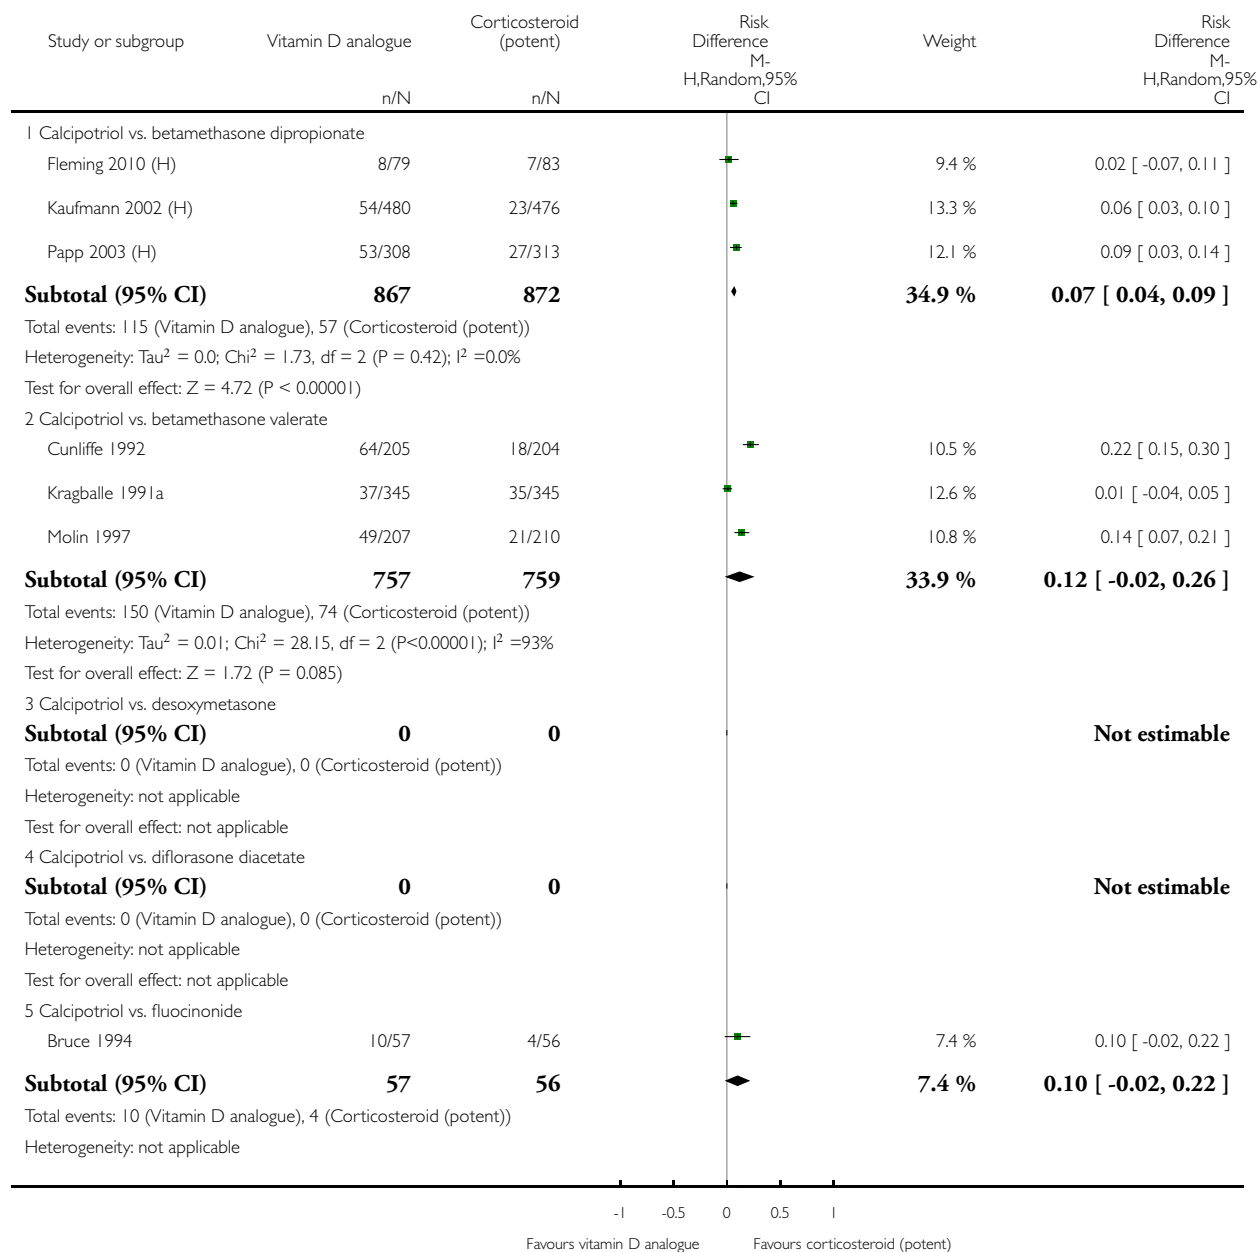 Study or subgroup Vitamin D analogue Corticosteroid (potent) Risk Difference Weight Risk Difference
n/N n/N M-H,Random,95% CI M-H,Random,95% CI
1 Calcipotriol vs. betamethasone dipropionate
Fleming 2010 (H) 8/79 7/83 9.4 % 0.02 [ -0.07, 0.11 ]
Kaufmann 2002 (H) 54/480 23/476 13.3 % 0.06 [ 0.03, 0.10 ]
Papp 2003 (H) 53/308 27/313 12.1 % 0.09 [ 0.03, 0.14 ]
Subtotal (95% CI) 867 872 34.9 % 0.07 [ 0.04, 0.09 ]
Total events: 115 (Vitamin D analogue), 57 (Corticosteroid (potent))
Heterogeneity: Tau² = 0.0; Chi² = 1.73, df = 2 (P = 0.42); I² =0.0%
Test for overall effect: Z = 4.72 (P < 0.00001)
2 Calcipotriol vs. betamethasone valerate
Cunliffe 1992 64/205 18/204 10.5 % 0.22 [ 0.15, 0.30 ]
Kragballe 1991a 37/345 35/345 12.6 % 0.01 [ -0.04, 0.05 ]
Molin 1997 49/207 21/210 10.8 % 0.14 [ 0.07, 0.21 ]
Subtotal (95% CI) 757 759 33.9 % 0.12 [ -0.02, 0.26 ]
Total events: 150 (Vitamin D analogue), 74 (Corticosteroid (potent))
Heterogeneity: Tau² = 0.01; Chi² = 28.15, df = 2 (P<0.00001); I² =93%
Test for overall effect: Z = 1.72 (P = 0.085)
3 Calcipotriol vs. desoxymetasone
Subtotal (95% CI) 0 0 Not estimable
Total events: 0 (Vitamin D analogue), 0 (Corticosteroid (potent))
Heterogeneity: not applicable
Test for overall effect: not applicable
4 Calcipotriol vs. diflorasone diacetate
Subtotal (95% CI) 0 0 Not estimable
Total events: 0 (Vitamin D analogue), 0 (Corticosteroid (potent))
Heterogeneity: not applicable
Test for overall effect: not applicable
5 Calcipotriol vs. fluocinonide
Bruce 1994 10/57 4/56 7.4 % 0.10 [ -0.02, 0.22 ]
Subtotal (95% CI) 57 56 7.4 % 0.10 [ -0.02, 0.22 ]
Total events: 10 (Vitamin D analogue), 4 (Corticosteroid (potent))
Heterogeneity: not applicable
-1 -0.5 0 0.5 1
Favours vitamin D analogue Favours corticosteroid (potent)